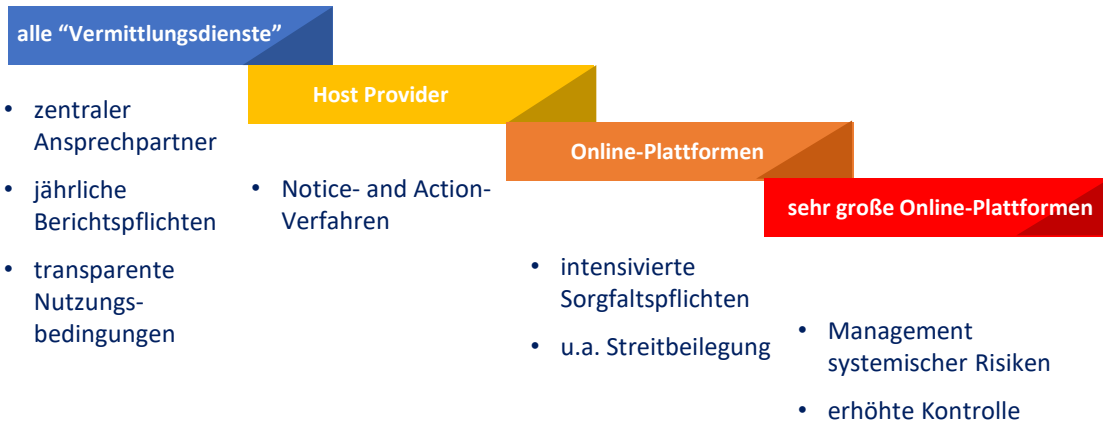 alle “Vermittlungsdienste”
• zentraler
Ansprechpartner
• jährliche
Berichtspflichten
• transparente
Nutzungs-
bedingungen
Host Provider
• Notice- and Action-
Verfahren
Online-Plattformen
• intensivierte
Sorgfaltspflichten
• u.a. Streitbeilegung
sehr große Online-Plattformen
• Management
systemischer Risiken
• erhöhte Kontrolle